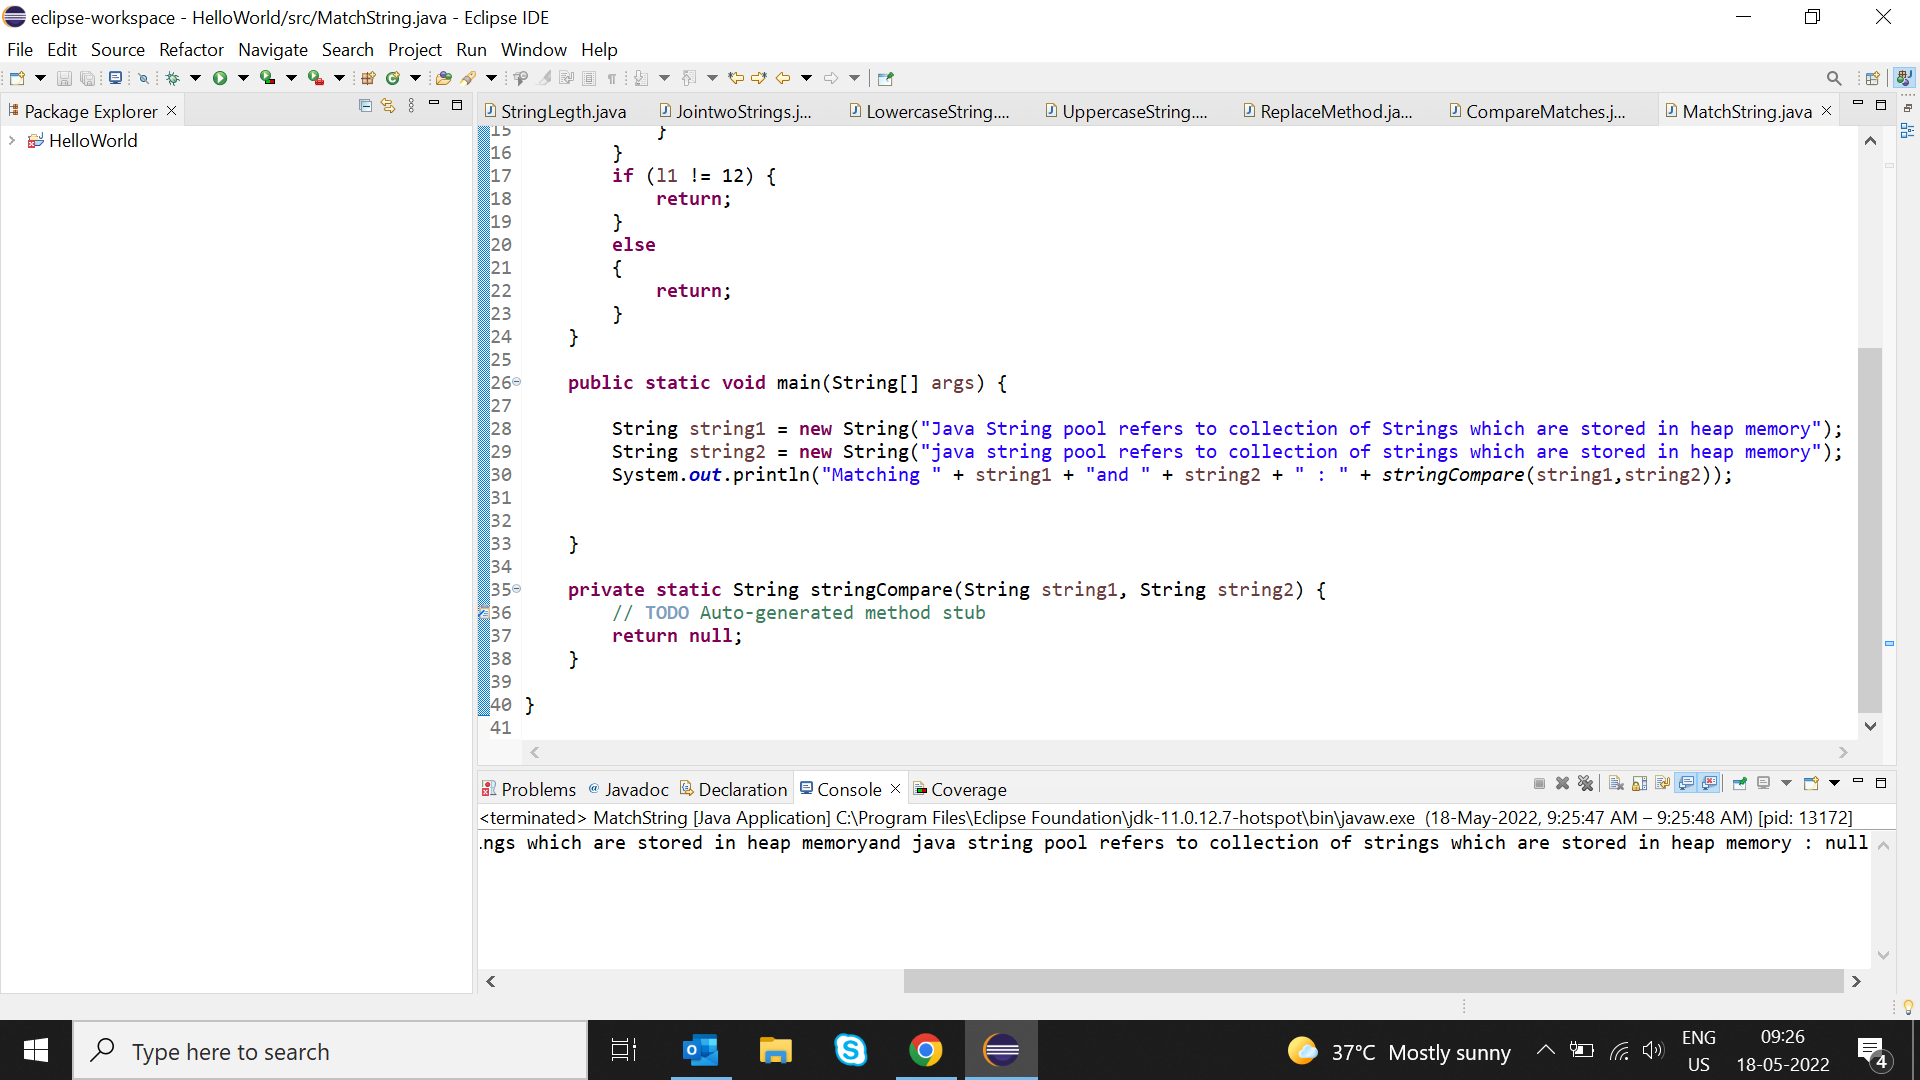 eclipse-workspace - HelloWorld/src/MatchString.java - Eclipse IDE
File Edit Source Refactor Navigate Search Project Run Window Help
Package Explorer
HelloWorld
StringLegth.java JointwoStrings.j... LowercaseString.... UppercaseString.... ReplaceMethod.ja... CompareMatches.j... MatchString.java
15 }
16 }
17 if (l1 != 12) {
18 return;
19 }
20 else
21 {
22 return;
23 }
24 }
25
26 public static void main(String[] args) {
27
28 String string1 = new String("Java String pool refers to collection of Strings which are stored in heap memory");
29 String string2 = new String("java string pool refers to collection of strings which are stored in heap memory");
30 System.out.println("Matching " + string1 + "and " + string2 + " : " + stringCompare(string1,string2));
31
32
33 }
34
35 private static String stringCompare(String string1, String string2) {
36 // TODO Auto-generated method stub
37 return null;
38 }
39
40 }
41
Problems Javadoc Declaration Console Coverage
<terminated> MatchString [Java Application] C:\Program Files\Eclipse Foundation\jdk-11.0.12.7-hotspot\bin\javaw.exe (18-May-2022, 9:25:47 AM – 9:25:48 AM) [pid: 13172]
ngs which are stored in heap memoryand java string pool refers to collection of strings which are stored in heap memory : null
Type here to search
37°C Mostly sunny
ENG
US
09:26
18-05-2022
4